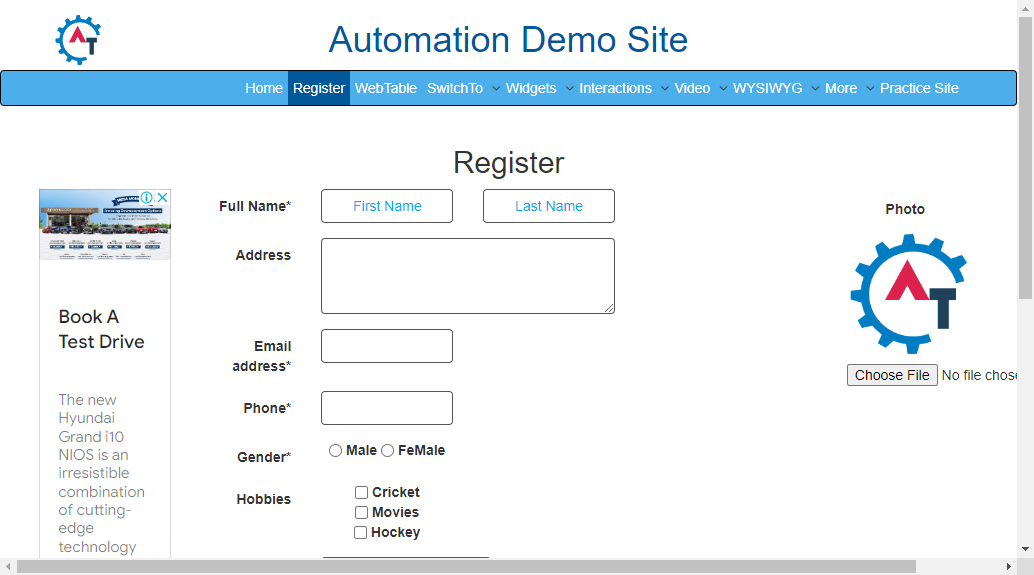 Automation Demo Site
Home Register WebTable SwitchTo Widgets Interactions Video WYSIWYG More Practice Site
Register
Full Name* First Name Last Name
Photo
Address
Email
address*
Choose File No file chose
Phone*
Gender* Male FeMale
Hobbies
Cricket
Movies
Hockey
Book A
Test Drive
The new
Hyundai
Grand i10
NIOS is an
irresistible
combination
of cutting-
edge
technology